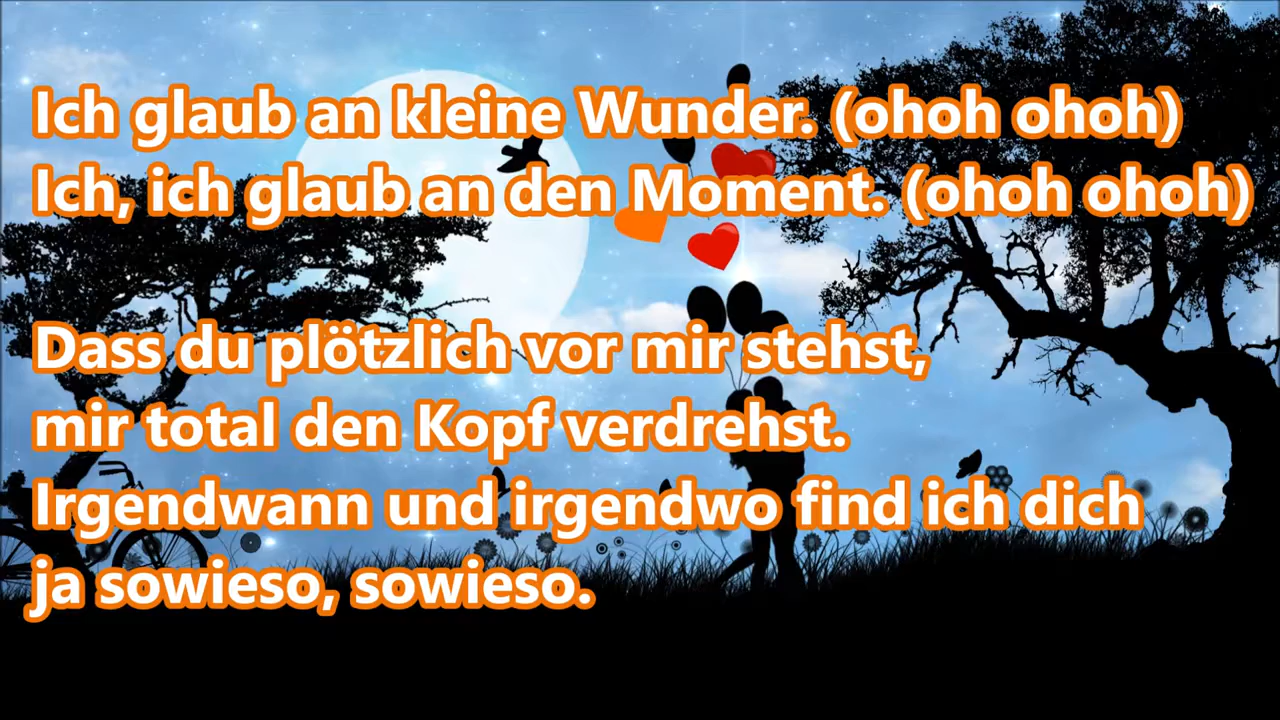 Ich glaub an kleine Wunder. (ohoh ohoh)
Ich, ich glaub an den Moment. (ohoh ohoh)
Dass du plötzlich vor mir stehst,
mir total den Kopf verdrehst.
Irgendwann und irgendwo find ich dich
ja sowieso, sowieso.